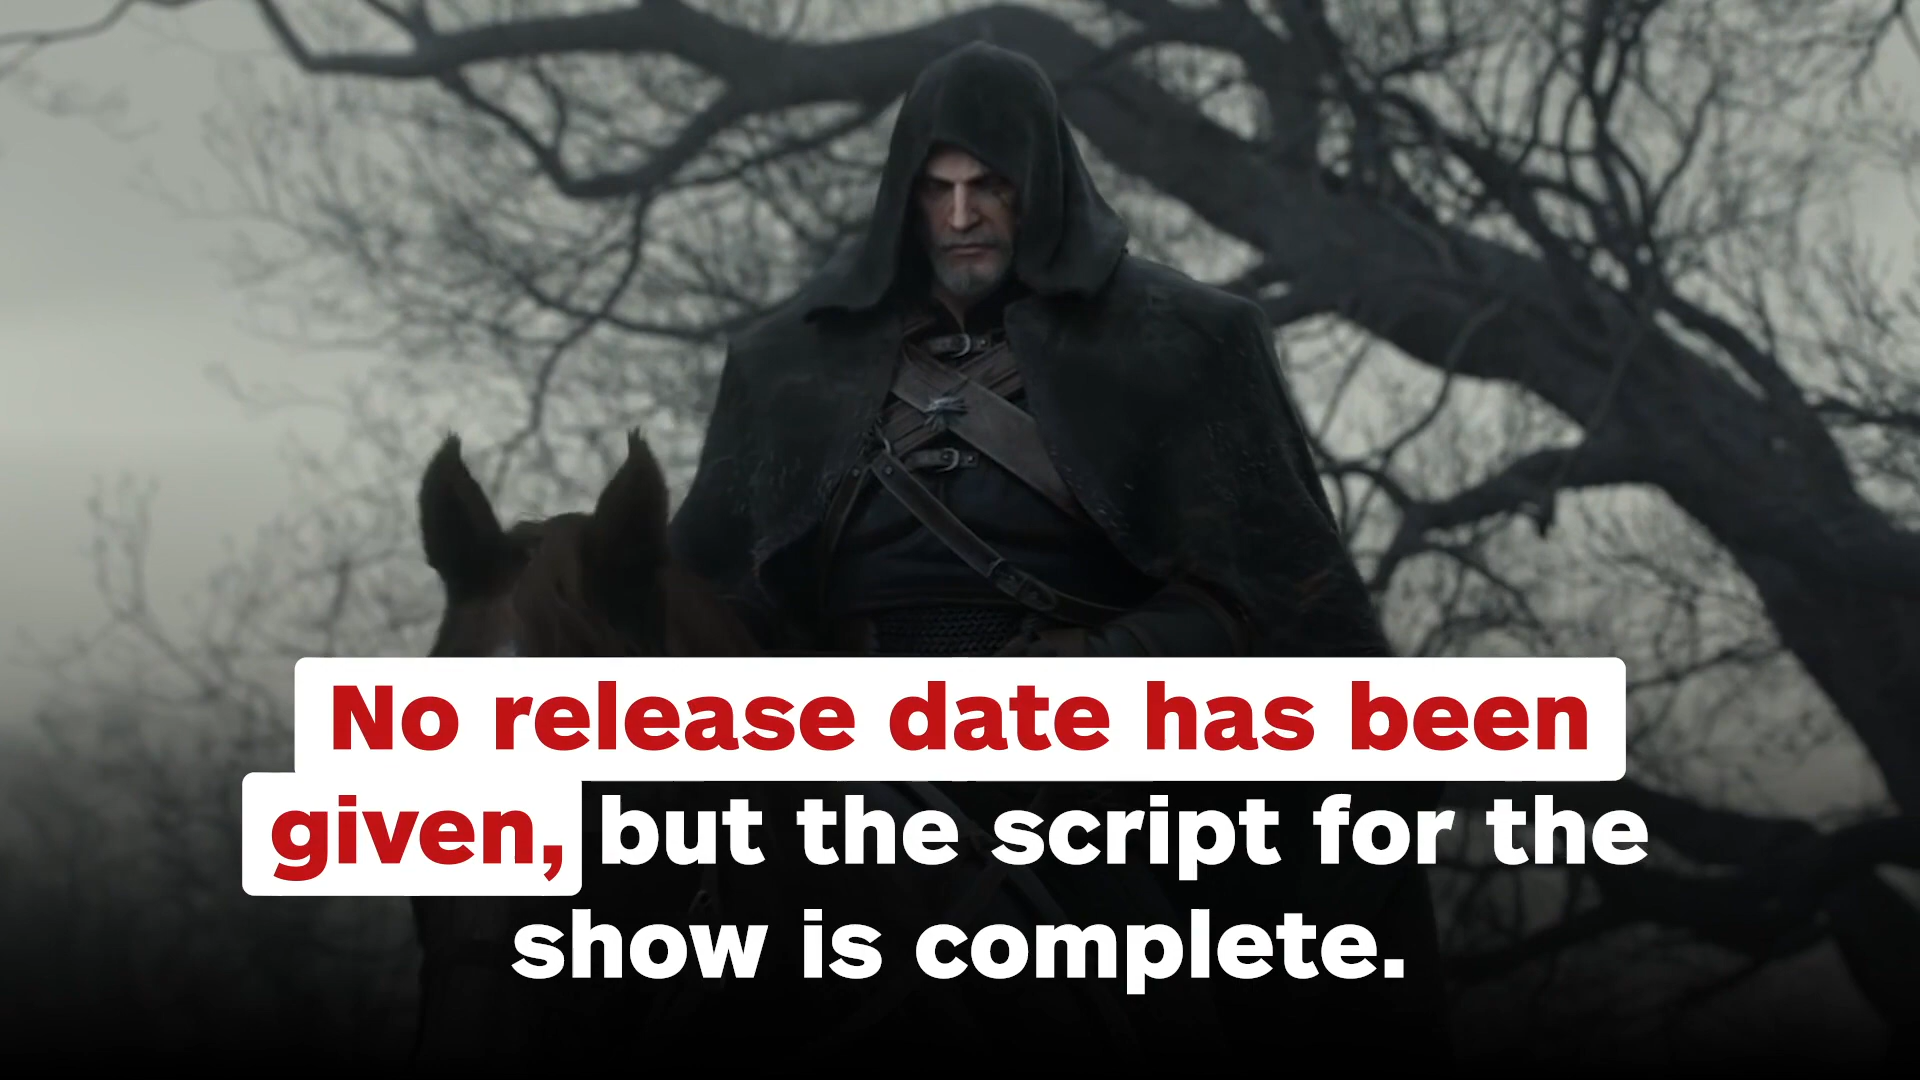 No release date has been
given, but the script for the
show is complete.